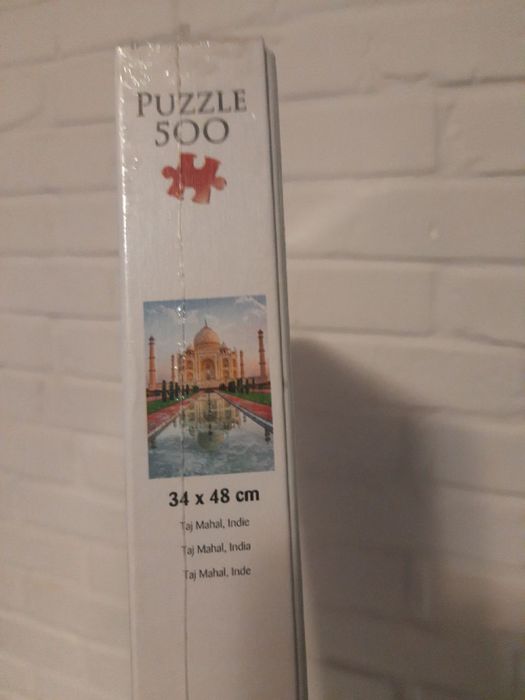 PUZZLE
500
34 x 48 cm
Taj Mahal, Indie
Taj Mahal, India
Taj Mahal, Inde